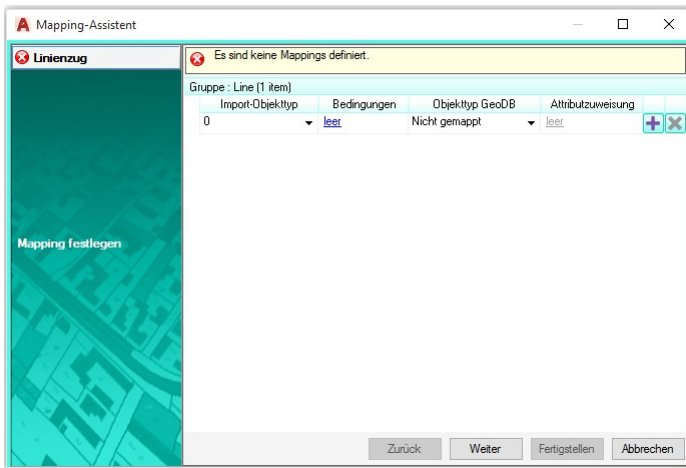 Mapping-Assistent
Linienzug
Es sind keine Mappings definiert.
Gruppe : Line (1 item)
Import-Objekttyp Bedingungen Objekttyp GeoDB Attributzuweisung
0 leer Nicht gemappt leer
Mapping festlegen
Zurück Weiter Fertigstellen Abbrechen